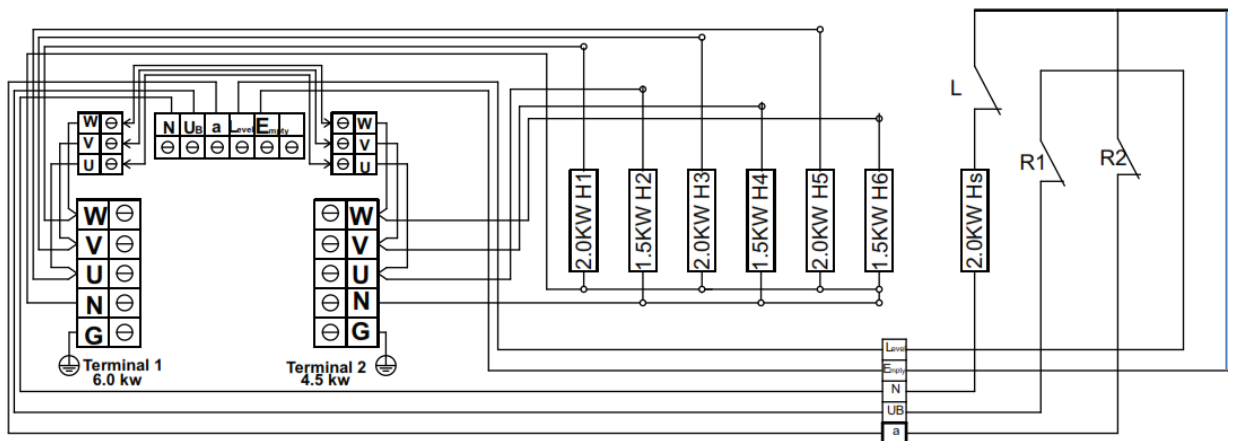 W
V
U
N UB a Level Empty
W
V
U
W
V
U
N
G
Terminal 1
6.0 kw
W
V
U
N
G
Terminal 2
4.5 kw
2.0KW H1
1.5KW H2
2.0KW H3
1.5KW H4
2.0KW H5
1.5KW H6
2.0KW Hs
L
R1
R2
Level
Empty
N
UB
a